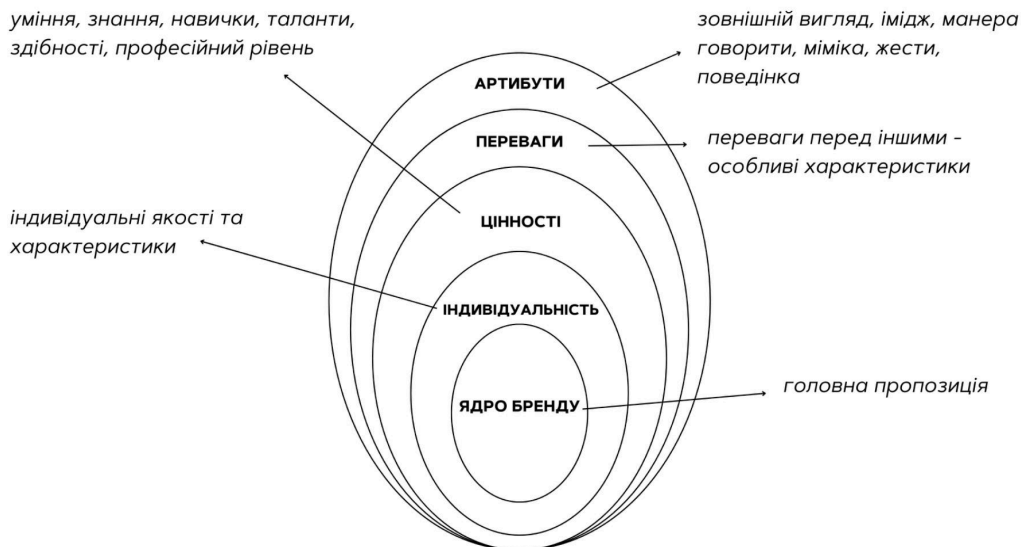 уміння, знання, навички, таланти,
здібності, професійний рівень
зовнішній вигляд, імідж, манера
говорити, міміка, жести,
поведінка
АРТИБУТИ
ПЕРЕВАГИ
переваги перед іншими -
особливі характеристики
ЦІННОСТІ
індивідуальні якості та
характеристики
ІНДИВІДУАЛЬНІСТЬ
ЯДРО БРЕНДУ
головна пропозиція